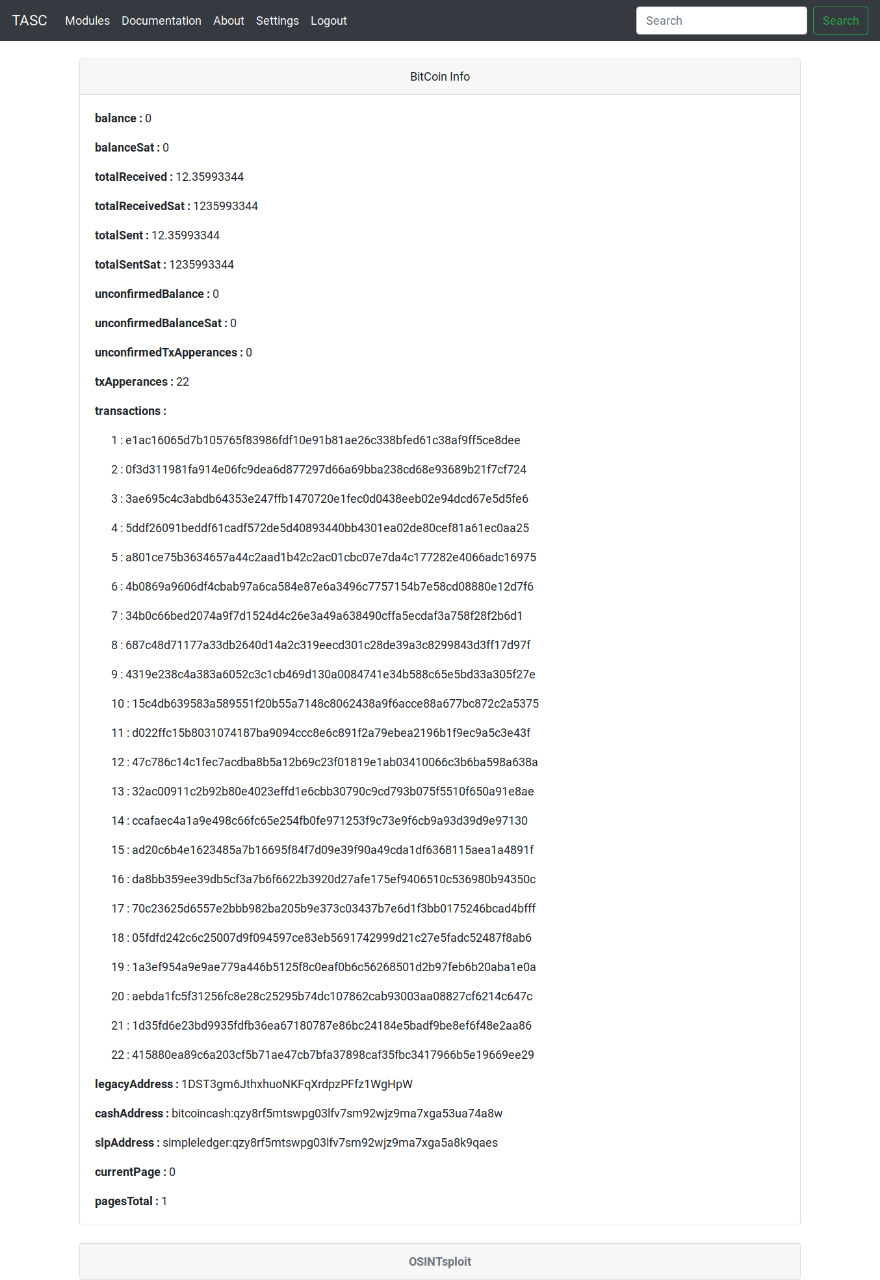 TASC Modules Documentation About Settings Logout Search Search
BitCoin Info
balance : 0
balanceSat : 0
totalReceived : 12.35993344
totalReceivedSat : 1235993344
totalSent : 12.35993344
totalSentSat : 1235993344
unconfirmedBalance : 0
unconfirmedBalanceSat : 0
unconfirmedTxApperances : 0
txApperances : 22
transactions :
1 : e1ac16065d7b105765f83986fdf10e91b81ae26c338bfed61c38af9ff5ce8dee
2 : 0f3d311981fa914e06fc9dea6d877297d66a69bba238cd68e93689b21f7cf724
3 : 3ae695c4c3abdb64353e247ffb1470720e1fec0d0438eeb02e94dcd67e5d5fe6
4 : 5ddf26091beddf61cadf572de5d40893440bb4301ea02de80cef81a61ec0aa25
5 : a801ce75b3634657a44c2aad1b42c2ac01cbc07e7da4c177282e4066adc16975
6 : 4b0869a9606df4cbab97a6ca584e87e6a3496c7757154b7e58cd08880e12d7f6
7 : 34b0c66bed2074a9f7d1524d4c26e3a49a638490cffa5ecdaf3a758f28f2b6d1
8 : 687c48d71177a33db2640d14a2c319eecd301c28de39a3c8299843d3ff17d97f
9 : 4319e238c4a383a6052c3c1cb469d130a0084741e34b588c65e5bd33a305f27e
10 : 15c4db639583a589551f20b55a7148c8062438a9f6acce88a677bc872c2a5375
11 : d022ffc15b8031074187ba9094ccc8e6c891f2a79ebea2196b1f9ec9a5c3e43f
12 : 47c786c14c1fec7acdba8b5a12b69c23f01819e1ab03410066c3b6ba598a638a
13 : 32ac00911c2b92b80e4023effd1e6cbb30790c9cd793b075f5510f650a91e8ae
14 : ccafaec4a1a9e498c66fc65e254fb0fe971253f9c73e9f6cb9a93d39d9e97130
15 : ad20c6b4e1623485a7b16695f84f7d09e39f90a49cda1df6368115aea1a4891f
16 : da8bb359ee39db5cf3a7b6f6622b3920d27afe175ef9406510c536980b94350c
17 : 70c23625d6557e2bbb982ba205b9e373c03437b7e6d1f3bb0175246bcad4bfff
18 : 05fdfd242c6c25007d9f094597ce83eb5691742999d21c27e5fadc52487f8ab6
19 : 1a3ef954a9e9ae779a446b5125f8c0eaf0b6c56268501d2b97feb6b20aba1e0a
20 : aebda1fc5f31256fc8e28c25295b74dc107862cab93003aa08827cf6214c647c
21 : 1d35fd6e23bd9935fdfb36ea67180787e86bc24184e5badf9be8ef6f48e2aa86
22 : 415880ea89c6a203cf5b71ae47cb7bfa37898caf35fbc3417966b5e19669ee29
legacyAddress : 1DST3gm6JthxhuoNKFqXrdpzPFfz1WgHpW
cashAddress : bitcoincash:qzy8rf5mtswpg03lfv7sm92wjz9ma7xga53ua74a8w
slpAddress : simpleledger:qzy8rf5mtswpg03lfv7sm92wjz9ma7xga5a8k9qaes
currentPage : 0
pagesTotal : 1
OSINTsploit